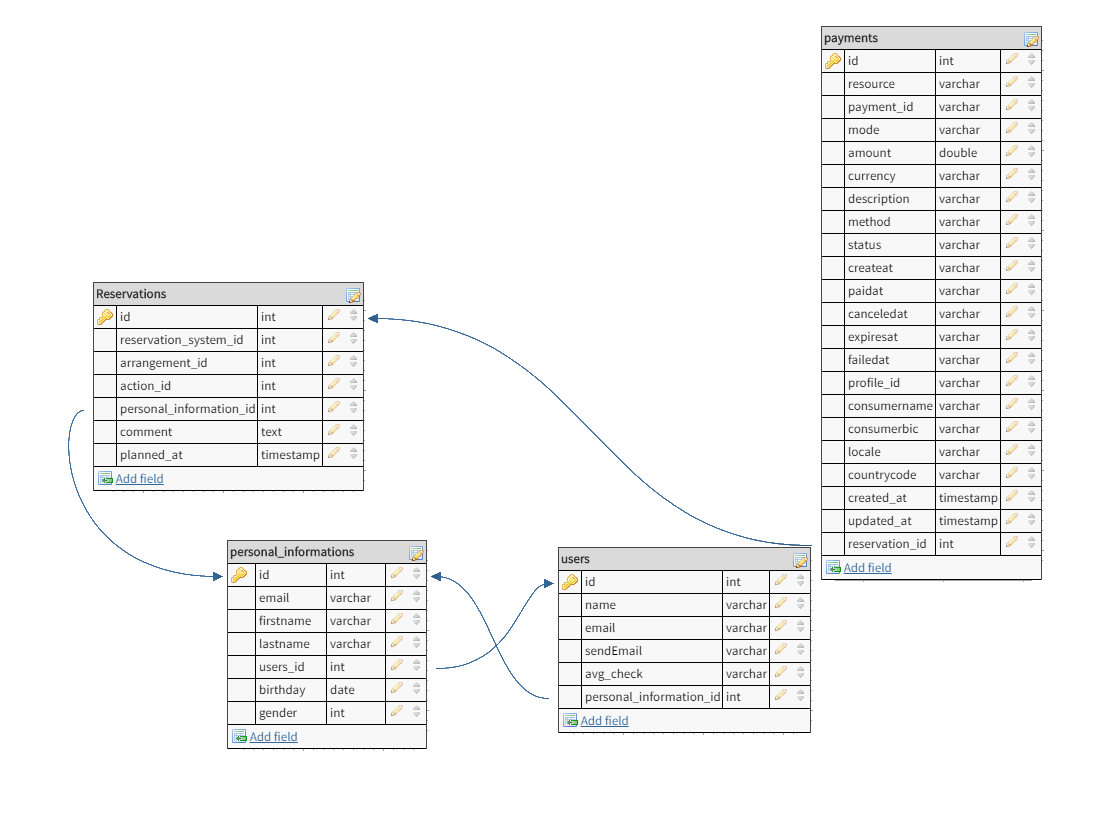 payments
id int
resource varchar
payment_id varchar
mode varchar
amount double
currency varchar
description varchar
method varchar
status varchar
createat varchar
paidat varchar
canceledat varchar
expiresat varchar
failedat varchar
profile_id varchar
consumername varchar
consumerbic varchar
locale varchar
countrycode varchar
created_at timestamp
updated_at timestamp
reservation_id int
Add field
Reservations
id int
reservation_system_id int
arrangement_id int
action_id int
personal_information_id int
comment text
planned_at timestamp
Add field
personal_informations
id int
email varchar
firstname varchar
lastname varchar
users_id int
birthday date
gender int
Add field
users
id int
name varchar
email varchar
sendEmail varchar
avg_check varchar
personal_information_id int
Add field